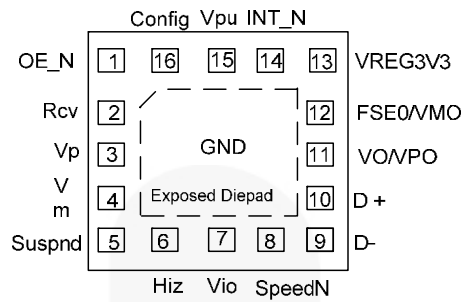 Config Vpu INT_N
OE_N 1 16 15 14 13 VREG3V3
Rcv 2 12 FSE0/VMO
GND
Vp 3 11 VO/VPO
V
m 4 Exposed Diepad 10 D +
Suspnd 5 6 7 8 9 D-
Hiz Vio SpeedN